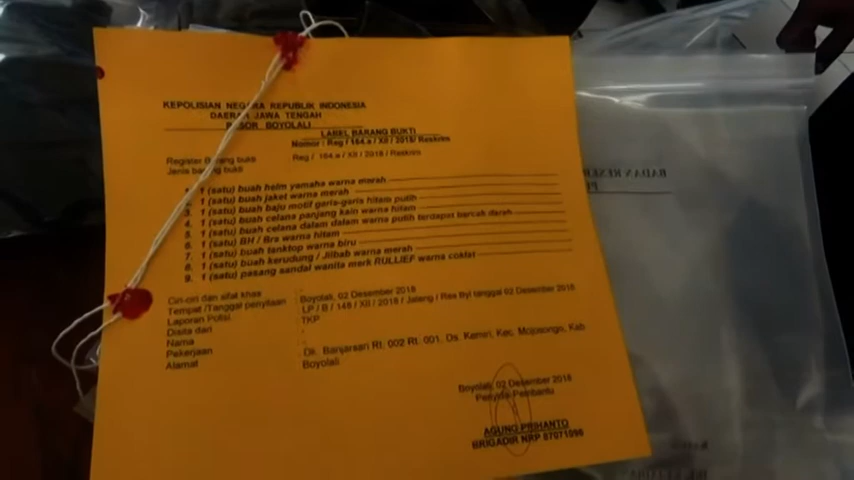 KEPOLISIAN NEGARA REPUBLIK INDONESIA
DAERAH JAWA TENGAH
RESOR BOYOLALI
LABEL BARANG BUKTI
Nomor : Reg / 164.a / XII / 2018/ Reskrim
Register Barang bukti Reg / 164.a / XII / 2018 / Reskrim
Jenis barang bukti
1. 1 (satu) buah helm yamaha warna merah
2. 1 (satu) buah jaket warna merah
3. 1 (satu) buah baju motif garis-garis hitam putih
4. 1 (satu) buah celana panjang kain warna hitam
5. 1 (satu) buah celana dalam dalam warna putih terdapat bercak darah
6. 1 (satu) BH / Bra warna hitam
7. 1 (satu) buah tanktop warna biru
8. 1 (satu) buah kerudung / Jilbab warna merah
9. 1 (satu) pasang sandal wanita merk RULLIEF warna coklat
Ciri-ciri dan sifat khas :
Tempat /Tanggal penyitaan : Boyolali, 02 Desember 2018
Laporan Polisi : LP / B / 148 / XII / 2018 / Jateng / Res Byl tanggal 02 Desember 2018
Disita dari : TKP
Nama :
Pekerjaan :
Alamat : Dk. Banjarsari Rt. 002 Rt. 001. Ds. Kemiri, Kec. Mojosongo, Kab
Boyolali
Boyolali, 02 Desember 2018
Penyidik Pembantu
AGUNG PRIHANTO
BRIGADIR NRP 87071096
BADAN RESER